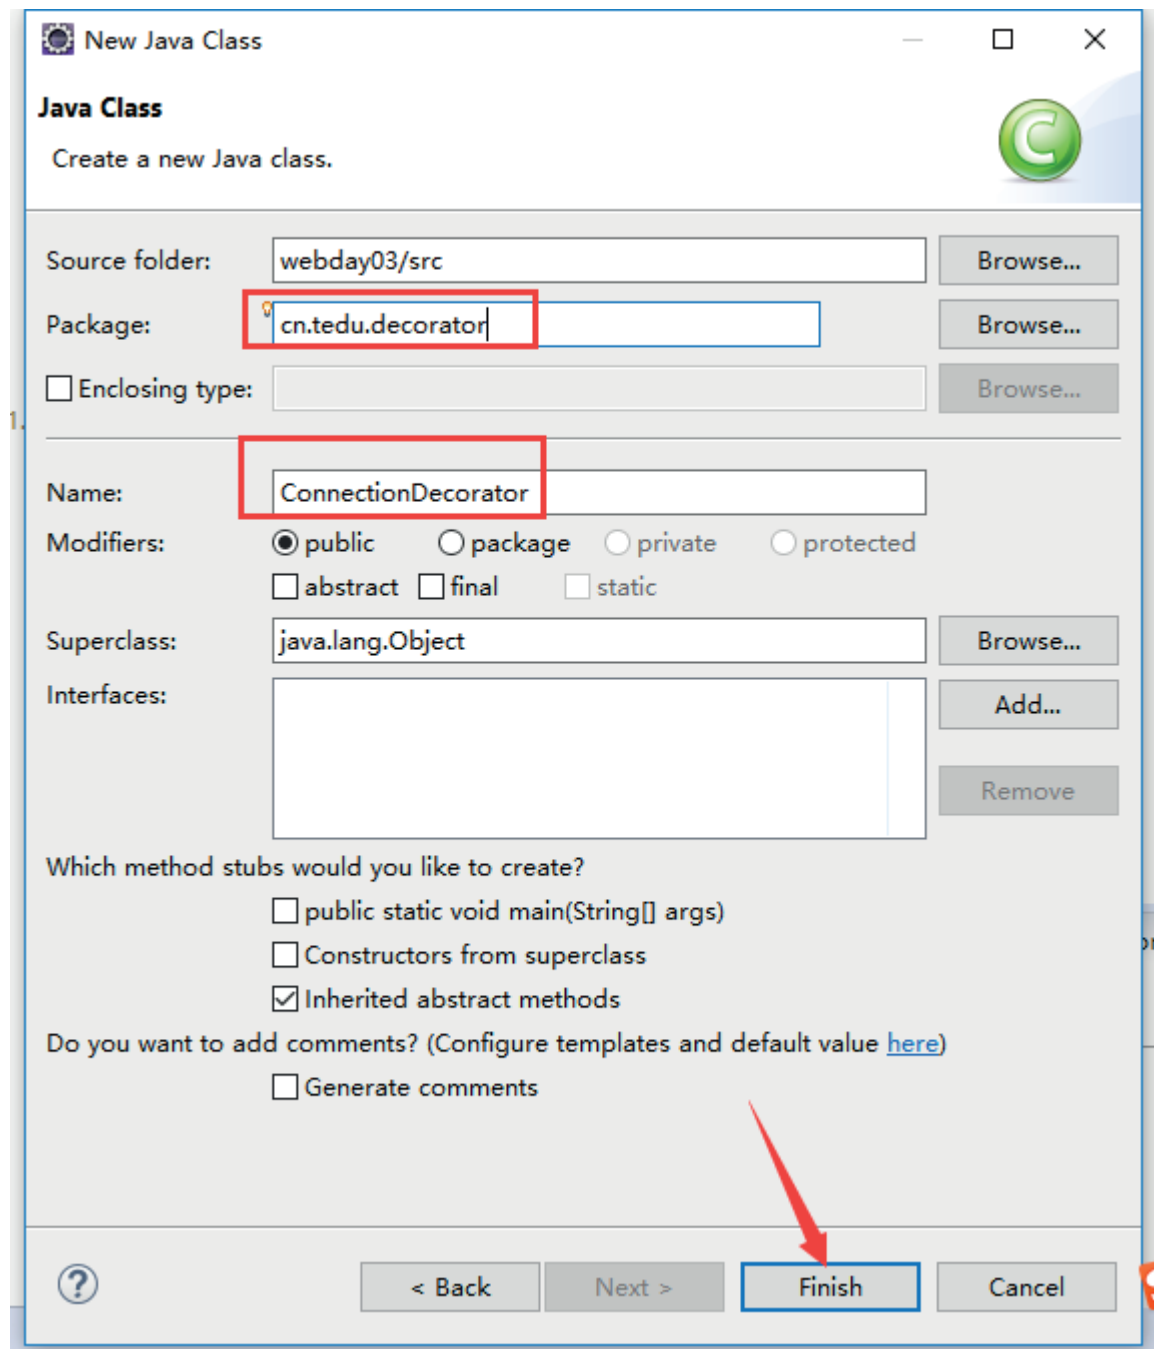 New Java Class
Java Class
Create a new Java class.
Source folder: webday03/src Browse...
Package: cn.tedu.decorator Browse...
Enclosing type: Browse...
1.
Name: ConnectionDecorator
Modifiers: public package private protected
abstract final static
Superclass: java.lang.Object Browse...
Interfaces: Add...
Remove
Which method stubs would you like to create?
public static void main(String[] args)
Constructors from superclass
Inherited abstract methods
Do you want to add comments? (Configure templates and default value here)
Generate comments
? < Back Next > Finish Cancel